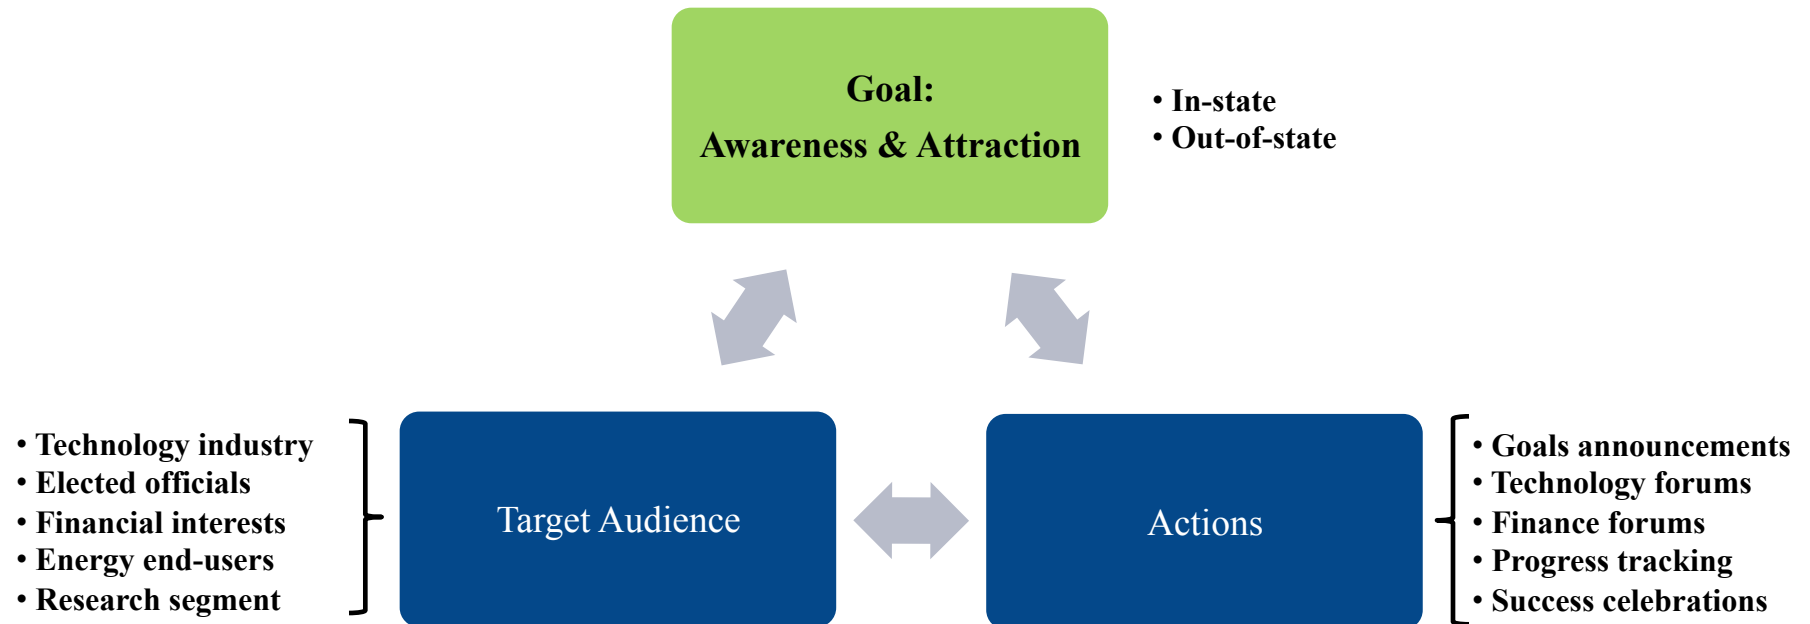 Goal:
Awareness & Attraction
• In-state
• Out-of-state
• Technology industry
• Elected officials
• Financial interests
• Energy end-users
• Research segment
Target Audience
Actions
• Goals announcements
• Technology forums
• Finance forums
• Progress tracking
• Success celebrations